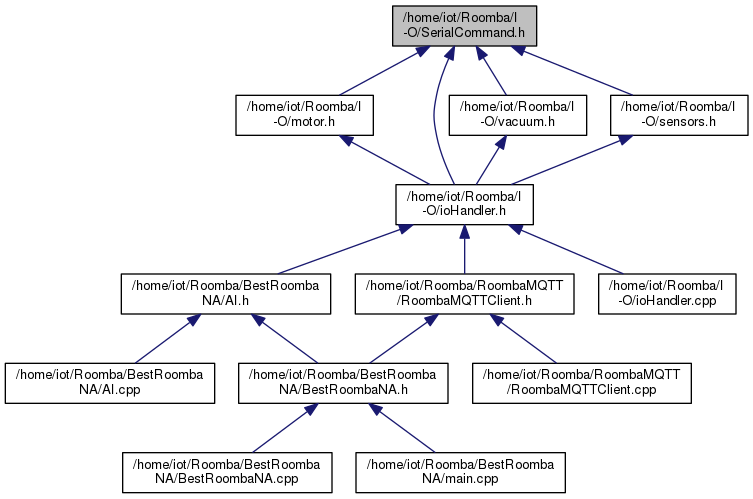 /home/iot/Roomba/I
-O/SerialCommand.h
/home/iot/Roomba/I
-O/motor.h
/home/iot/Roomba/I
-O/vacuum.h
/home/iot/Roomba/I
-O/sensors.h
/home/iot/Roomba/I
-O/ioHandler.h
/home/iot/Roomba/BestRoomba
NA/AI.h
/home/iot/Roomba/RoombaMQTT
/RoombaMQTTClient.h
/home/iot/Roomba/I
-O/ioHandler.cpp
/home/iot/Roomba/BestRoomba
NA/AI.cpp
/home/iot/Roomba/BestRoomba
NA/BestRoombaNA.h
/home/iot/Roomba/RoombaMQTT
/RoombaMQTTClient.cpp
/home/iot/Roomba/BestRoomba
NA/BestRoombaNA.cpp
/home/iot/Roomba/BestRoomba
NA/main.cpp